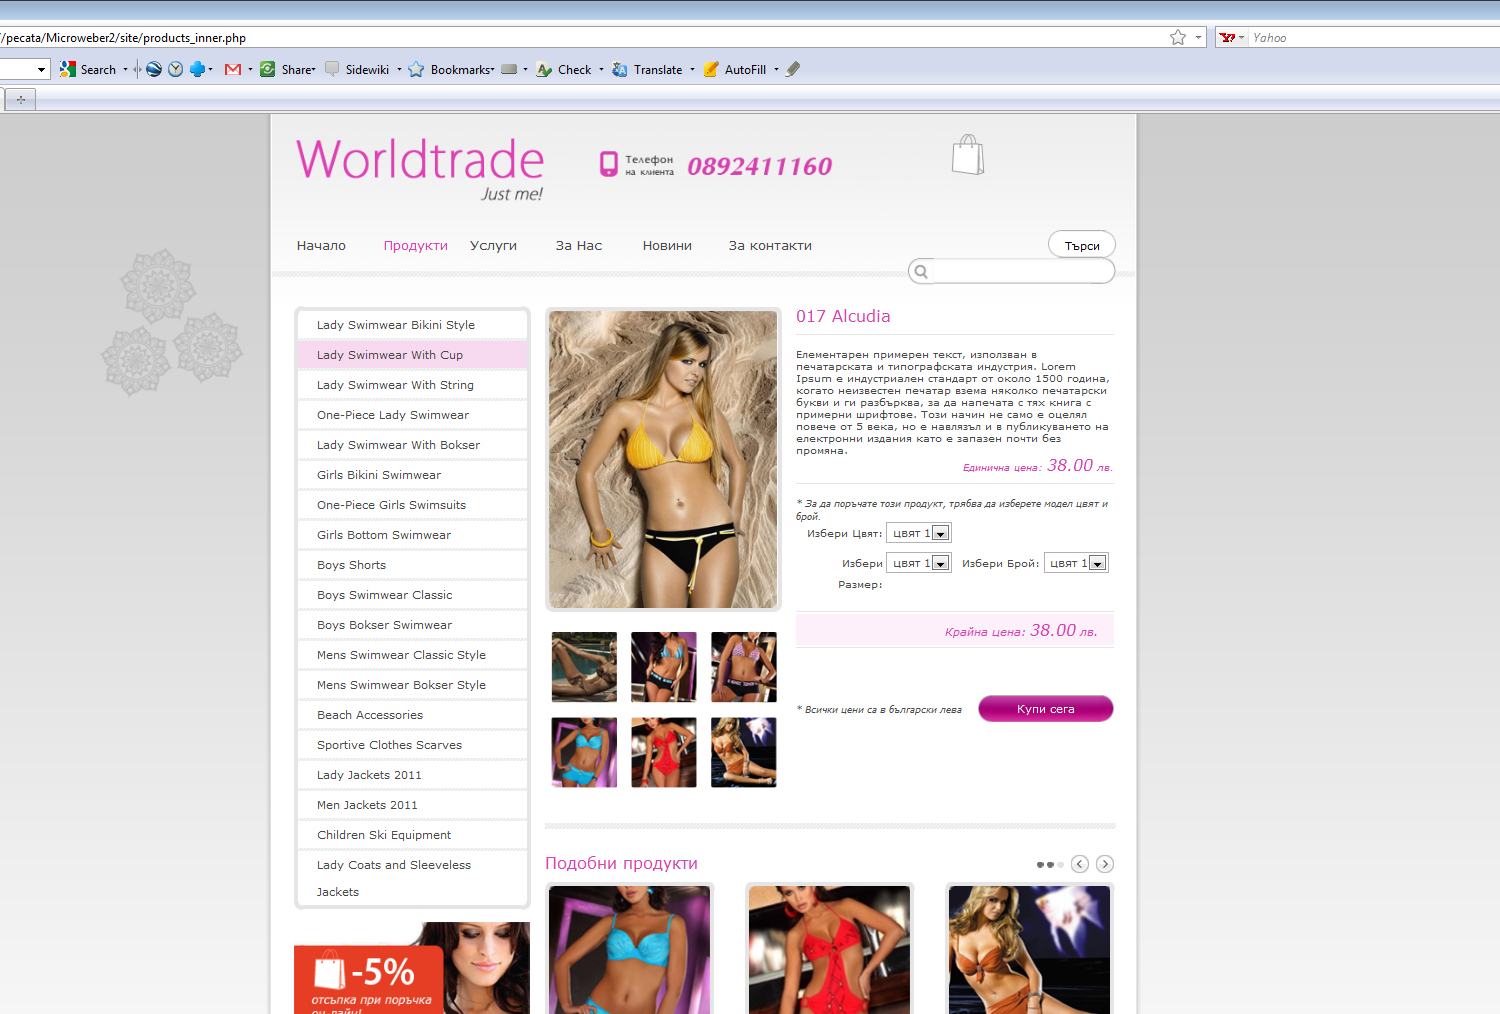 /pecata/Microweber2/site/products_inner.php
Yahoo
Search
Share
Sidewiki
Bookmarks
Check
Translate
AutoFill
Worldtrade
Just me!
Телефон
на клиента
0892411160
Начало
Продукти
Услуги
За Нас
Новини
За контакти
Търси
Lady Swimwear Bikini Style
Lady Swimwear With Cup
Lady Swimwear With String
One-Piece Lady Swimwear
Lady Swimwear With Bokser
Girls Bikini Swimwear
One-Piece Girls Swimsuits
Girls Bottom Swimwear
Boys Shorts
Boys Swimwear Classic
Boys Bokser Swimwear
Mens Swimwear Classic Style
Mens Swimwear Bokser Style
Beach Accessories
Sportive Clothes Scarves
Lady Jackets 2011
Men Jackets 2011
Children Ski Equipment
Lady Coats and Sleeveless
Jackets
-5%
отсъпка при поръчка
он-лайн!
017 Alcudia
Елементарен примерен текст, използван в
печатарската и типографската индустрия. Lorem
Ipsum е индустриален стандарт от около 1500 година,
когато неизвестен печатар взема няколко печатарски
букви и ги разбърква, за да напечата с тях книга с
примерни шрифтове. Този начин не само е оцелял
повече от 5 века, но е навлязъл и в публикуването на
електронни издания като е запазен почти без
промяна.
Единична цена: 38.00 лв.
* За да поръчате този продукт, трябва да изберете модел цвят и
брой.
Избери Цвят: цвят 1
Избери цвят 1 Избери Брой: цвят 1
Размер:
Крайна цена: 38.00 лв.
* Всички цени са в български лева
Купи сега
Подобни продукти